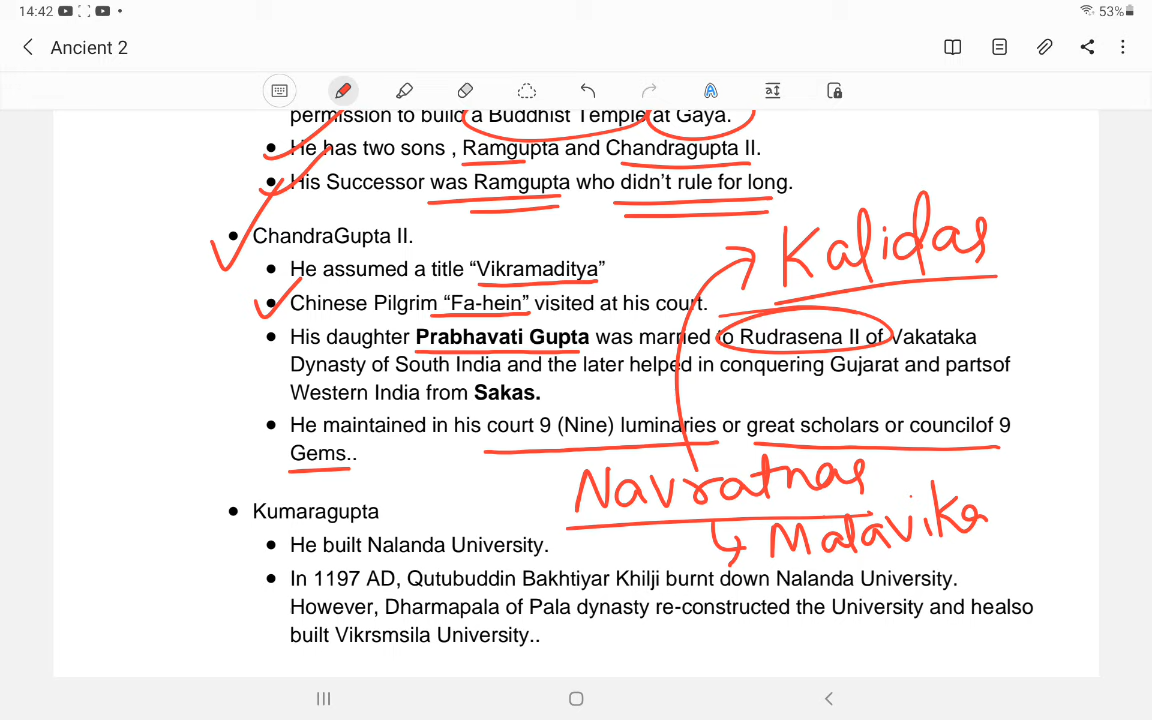 14:42
53%
Ancient 2
permission to build a Buddhist Temple at Gaya.
He has two sons , Ramgupta and Chandragupta II.
His Successor was Ramgupta who didn't rule for long.
ChandraGupta II.
Kalidas
He assumed a title “Vikramaditya”
Chinese Pilgrim “Fa-hein” visited at his court.
His daughter Prabhavati Gupta was married to Rudrasena II of Vakataka
Dynasty of South India and the later helped in conquering Gujarat and partsof
Western India from Sakas.
He maintained in his court 9 (Nine) luminaries or great scholars or councilof 9
Gems..
Navratnas
Kumaragupta
Malavika
He built Nalanda University.
In 1197 AD, Qutubuddin Bakhtiyar Khilji burnt down Nalanda University.
However, Dharmapala of Pala dynasty re-constructed the University and healso
built Vikrsmsila University..